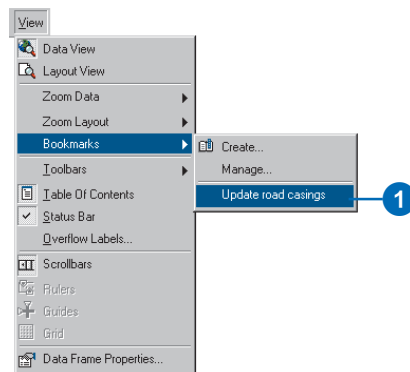 View
Data View
Layout View
Zoom Data
Zoom Layout
Bookmarks
Create...
Manage...
Update road casings
1
Toolbars
Table Of Contents
Status Bar
Overflow Labels...
Scrollbars
Rulers
Guides
Grid
Data Frame Properties...